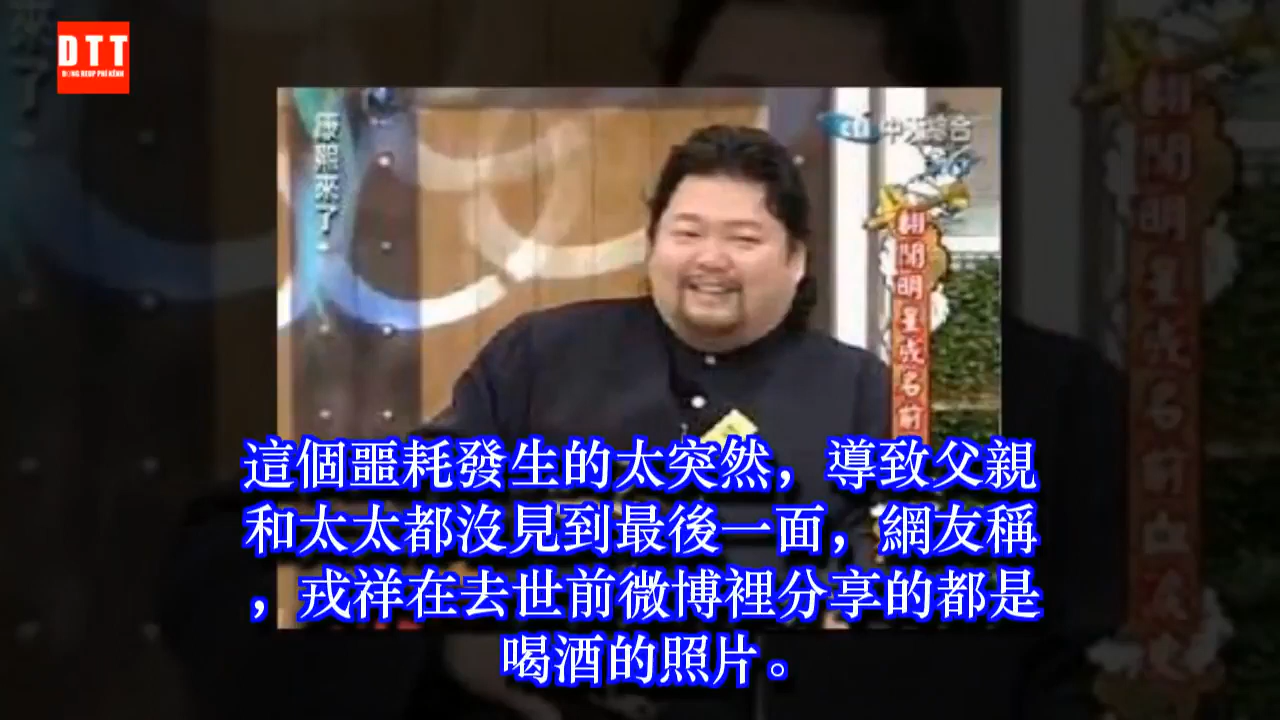 DTT
康熙來了
中天綜合
翻開明星成名前
這個噩耗發生的太突然，導致父親
和太太都沒見到最後一面，網友稱
，戎祥在去世前微博裡分享的都是
喝酒的照片。